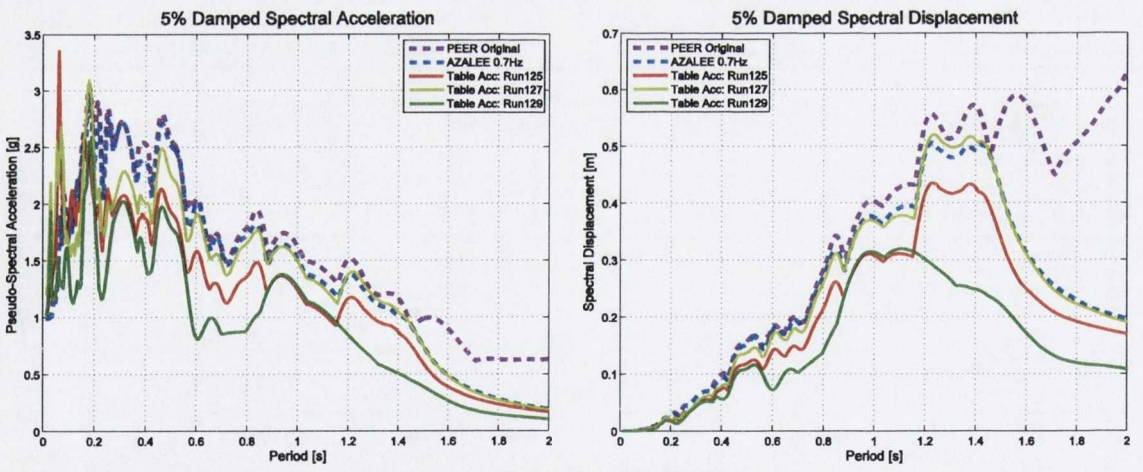 5% Damped Spectral Acceleration
Pseudo-Spectral Acceleration [g]
3.5
3
2.5
2
1.5
1
0.5
0
PEER Original
AZALEE 0.7Hz
Table Acc: Run125
Table Acc: Run127
Table Acc: Run129
0 0.2 0.4 0.6 0.8 1 1.2 1.4 1.6 1.8 2
Period [s]
5% Damped Spectral Displacement
Spectral Displacement [m]
0.7
0.6
0.5
0.4
0.3
0.2
0.1
0
PEER Original
AZALEE 0.7Hz
Table Acc: Run125
Table Acc: Run127
Table Acc: Run129
0 0.2 0.4 0.6 0.8 1 1.2 1.4 1.6 1.8 2
Period [s]